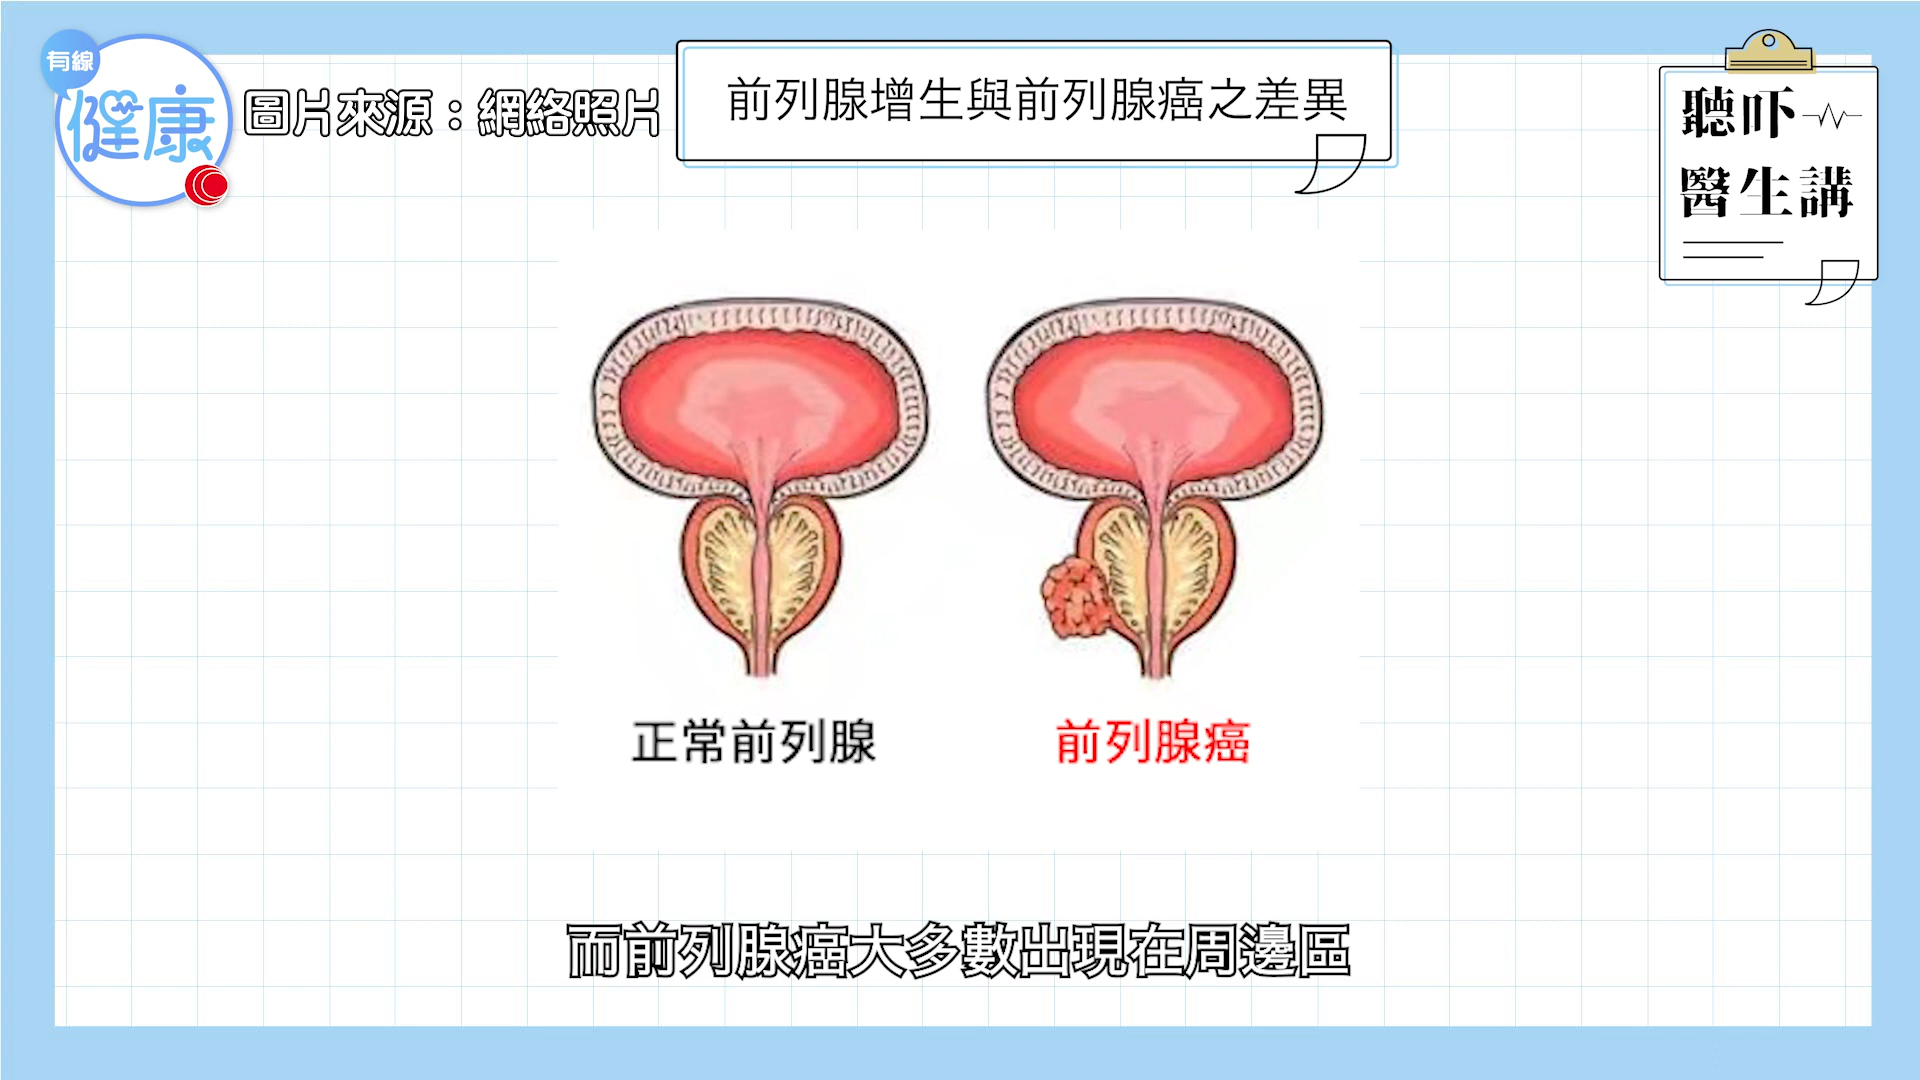 有線
健康
圖片來源：網絡照片
前列腺增生與前列腺癌之差異
聽吓
醫生講
正常前列腺
前列腺癌
而前列腺癌大多數出現在周邊區